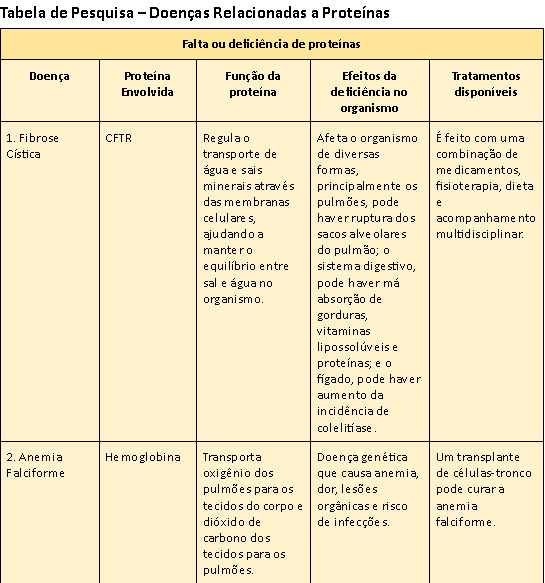 Tabela de Pesquisa – Doenças Relacionadas a Proteínas
Falta ou deficiência de proteínas
Doença
Proteína
Envolvida
Função da
proteína
Efeitos da
deficiência no
organismo
Tratamentos
disponíveis
1. Fibrose
Cística
CFTR
Regula o
transporte de
água e sais
minerais através
das membranas
celulares,
ajudando a
manter o
equilíbrio entre
sal e água no
organismo.
Afeta o organismo
de diversas
formas,
principalmente os
pulmões, pode
haver ruptura dos
sacos alveolares
do pulmão; o
sistema digestivo,
pode haver má
absorção de
gorduras,
vitaminas
lipossolúveis e
proteínas; e o
fígado, pode haver
aumento da
incidência de
colelitíase.
É feito com uma
combinação de
medicamentos,
fisioterapia, dieta
e
acompanhamento
multidisciplinar.
2. Anemia
Falciforme
Hemoglobina
Transporta
oxigênio dos
pulmões para os
tecidos do corpo e
dióxido de
carbono dos
tecidos para os
pulmões.
Doença genética
que causa anemia,
dor, lesões
orgânicas e risco
de infecções.
Um transplante
de células-tronco
pode curar a
anemia
falciforme.